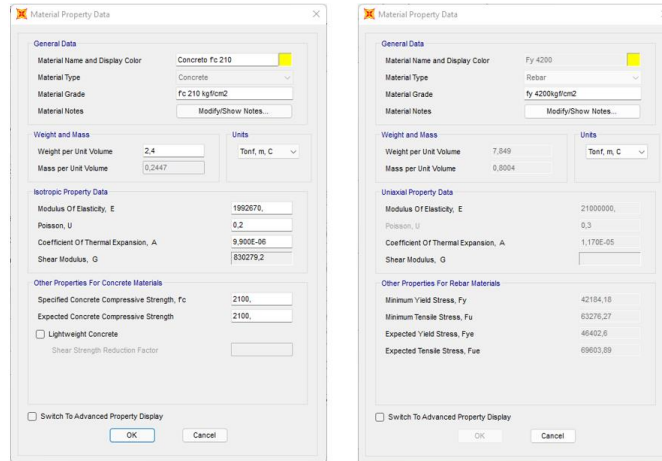 Material Property Data
General Data
Material Name and Display Color Concreto f'c 210
Material Type Concrete
Material Grade f'c 210 kgf/cm2
Material Notes Modify/Show Notes...
Weight and Mass
Units
Weight per Unit Volume 2,4 Tonf, m, C
Mass per Unit Volume 0,2447
Isotropic Property Data
Modulus Of Elasticity, E 1992670,
Poisson, U 0,2
Coefficient Of Thermal Expansion, A 9,900E-06
Shear Modulus, G 830279,2
Other Properties For Concrete Materials
Specified Concrete Compressive Strength, f'c 2100,
Expected Concrete Compressive Strength 2100,
Lightweight Concrete
Shear Strength Reduction Factor
Switch To Advanced Property Display
OK Cancel
Material Property Data
General Data
Material Name and Display Color Fy 4200
Material Type Rebar
Material Grade fy 4200kgf/cm2
Material Notes Modify/Show Notes...
Weight and Mass
Units
Weight per Unit Volume 7,849 Tonf, m, C
Mass per Unit Volume 0,8004
Uniaxial Property Data
Modulus Of Elasticity, E 21000000,
Poisson, U 0,3
Coefficient Of Thermal Expansion, A 1,170E-05
Shear Modulus, G
Other Properties For Rebar Materials
Minimum Yield Stress, Fy 42184,18
Minimum Tensile Stress, Fu 63276,27
Expected Yield Stress, Fye 46402,6
Expected Tensile Stress, Fue 69603,89
Switch To Advanced Property Display
OK Cancel